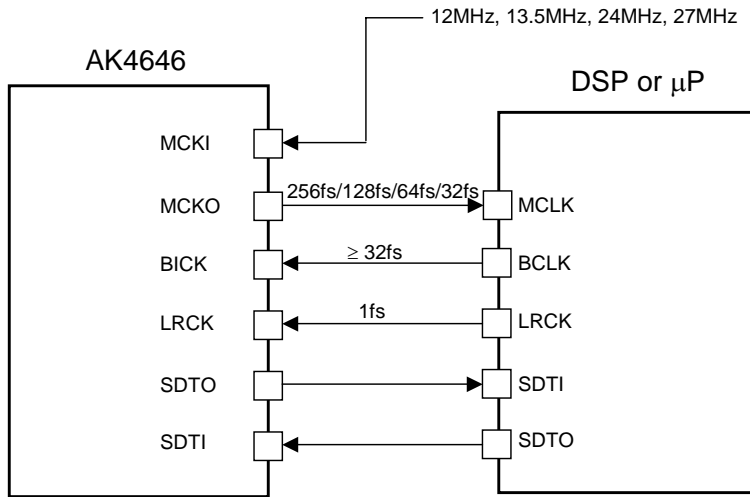 12MHz, 13.5MHz, 24MHz, 27MHz
AK4646
DSP or μP
MCKI
MCKO
256fs/128fs/64fs/32fs
MCLK
BICK
≥ 32fs
BCLK
LRCK
1fs
LRCK
SDTO
SDTI
SDTI
SDTO